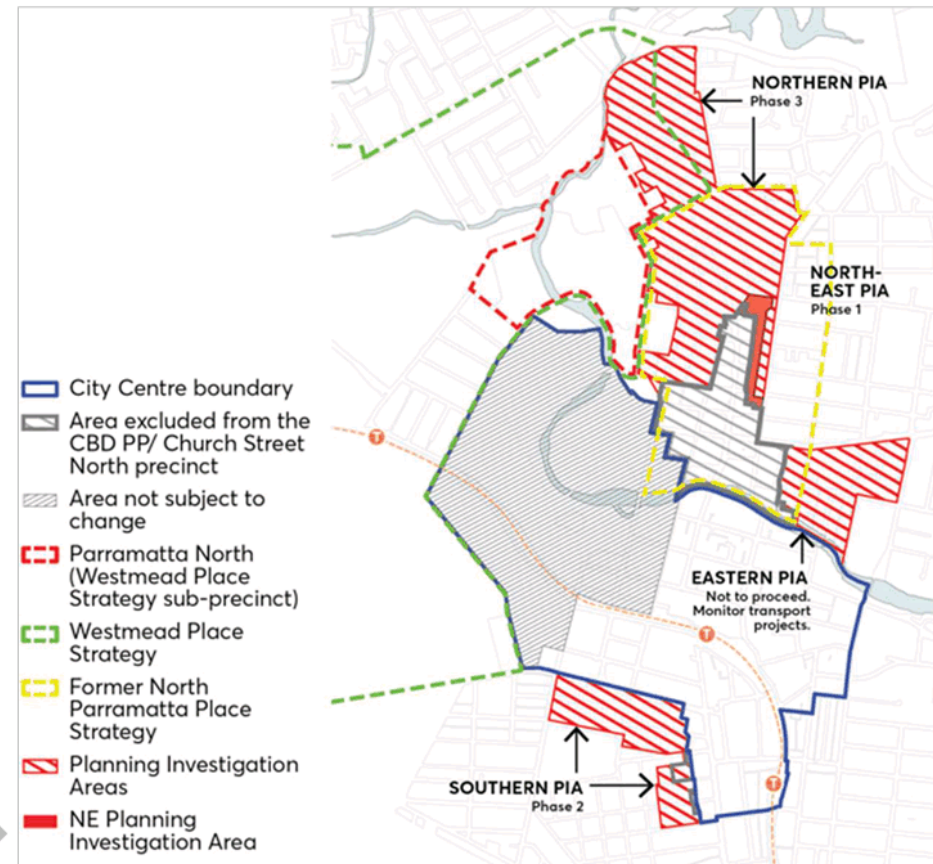 City Centre boundary
Area excluded from the
CBD PP/ Church Street
North precinct
Area not subject to
change
Parramatta North
(Westmead Place
Strategy sub-precinct)
Westmead Place
Strategy
Former North
Parramatta Place
Strategy
Planning Investigation
Areas
NE Planning
Investigation Area
NORTHERN PIA
Phase 3
NORTH-
EAST PIA
Phase 1
T
EASTERN PIA
Not to proceed.
Monitor transport
projects.
T
SOUTHERN PIA
Phase 2
T